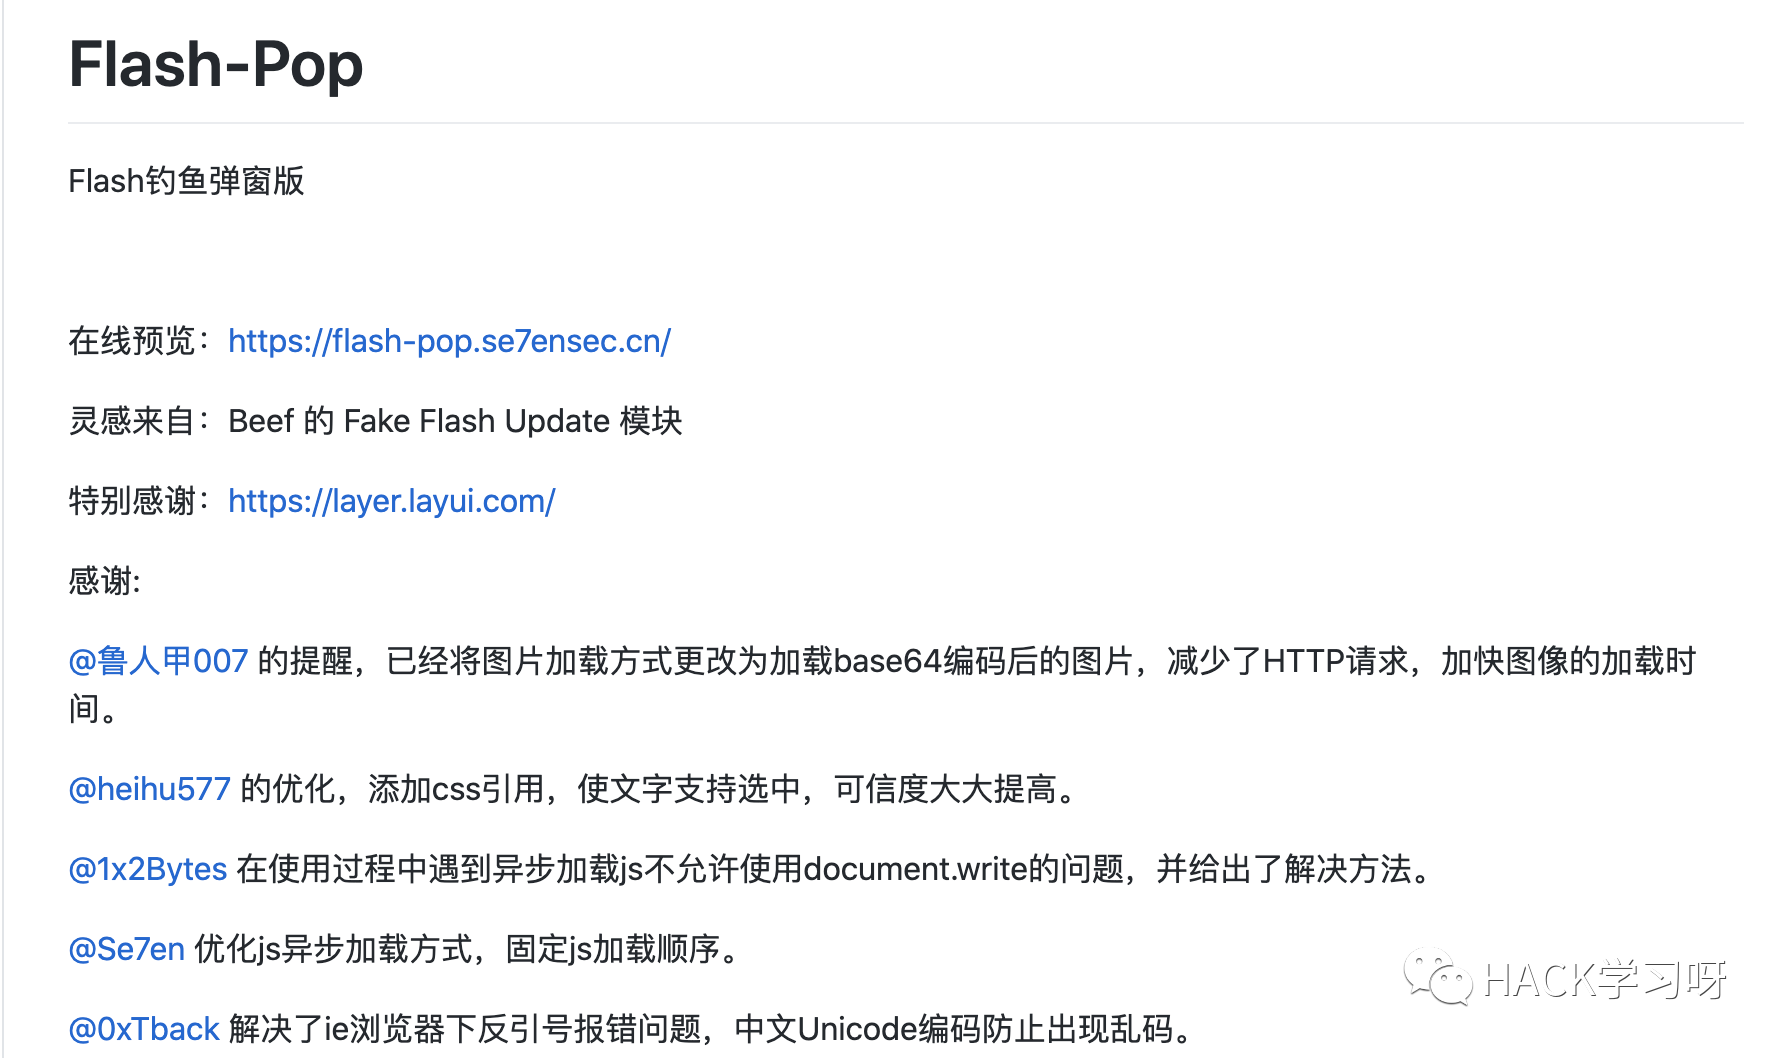 Flash-Pop
Flash钓鱼弹窗版
在线预览：https://flash-pop.se7ensec.cn/
灵感来自：Beef 的 Fake Flash Update 模块
特别感谢：https://layer.layui.com/
感谢:
@鲁人甲007 的提醒，已经将图片加载方式更改为加载base64编码后的图片，减少了HTTP请求，加快图像的加载时
间。
@heihu577 的优化，添加css引用，使文字支持选中，可信度大大提高。
@1x2Bytes 在使用过程中遇到异步加载js不允许使用document.write的问题，并给出了解决方法。
@Se7en 优化js异步加载方式，固定js加载顺序。
@0xTback 解决了ie浏览器下反引号报错问题，中文Unicode编码防止出现乱码。
HACK学习呀